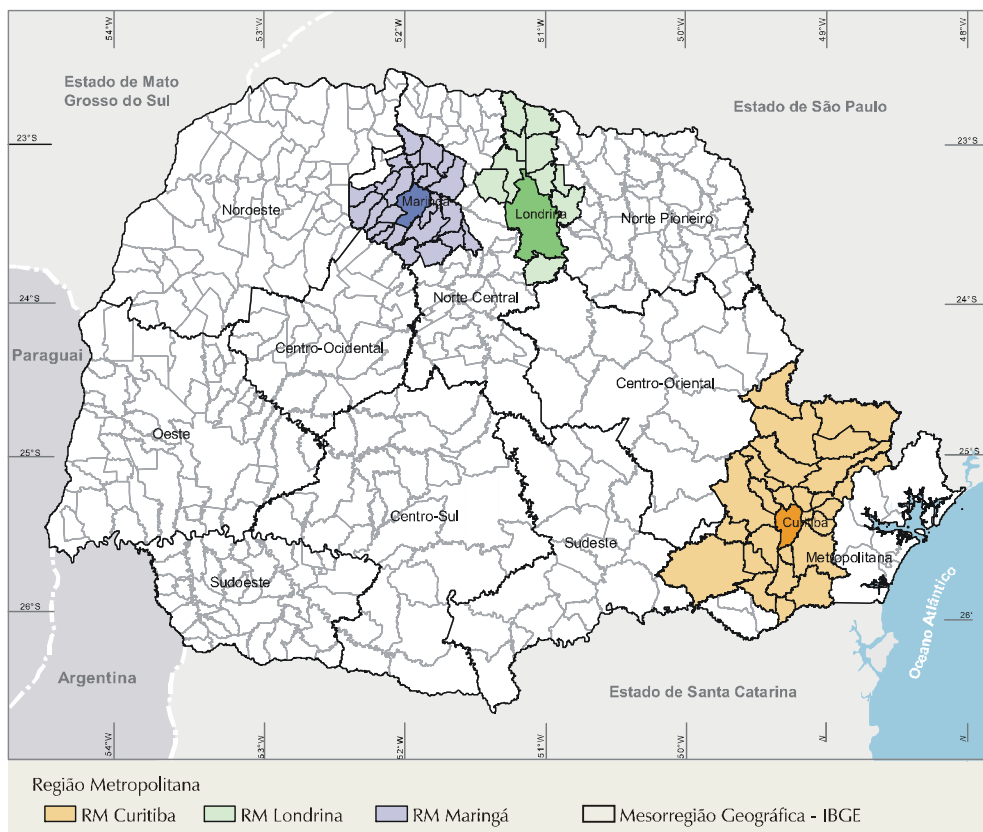 54°W 53°W 52°W 51°W 50°W 49°W 48°W
Estado de Mato
Grosso do Sul
Estado de São Paulo
23°S
23°S
Maringá
Noroeste
Londrina
Norte Pioneiro
24°S
Norte Central
24°S
Paraguai
Centro-Ocidental
Centro-Oriental
Oeste
25°S
25°S
Centro-Sul
Curitiba
Sudeste
Metropolitana
Sudoeste
26°S
26°
Oceano Atlântico
Argentina
Estado de Santa Catarina
54°W 53°W 52°W 51°W 50°W
Região Metropolitana
RM Curitiba RM Londrina RM Maringá Mesorregião Geográfica - IBGE